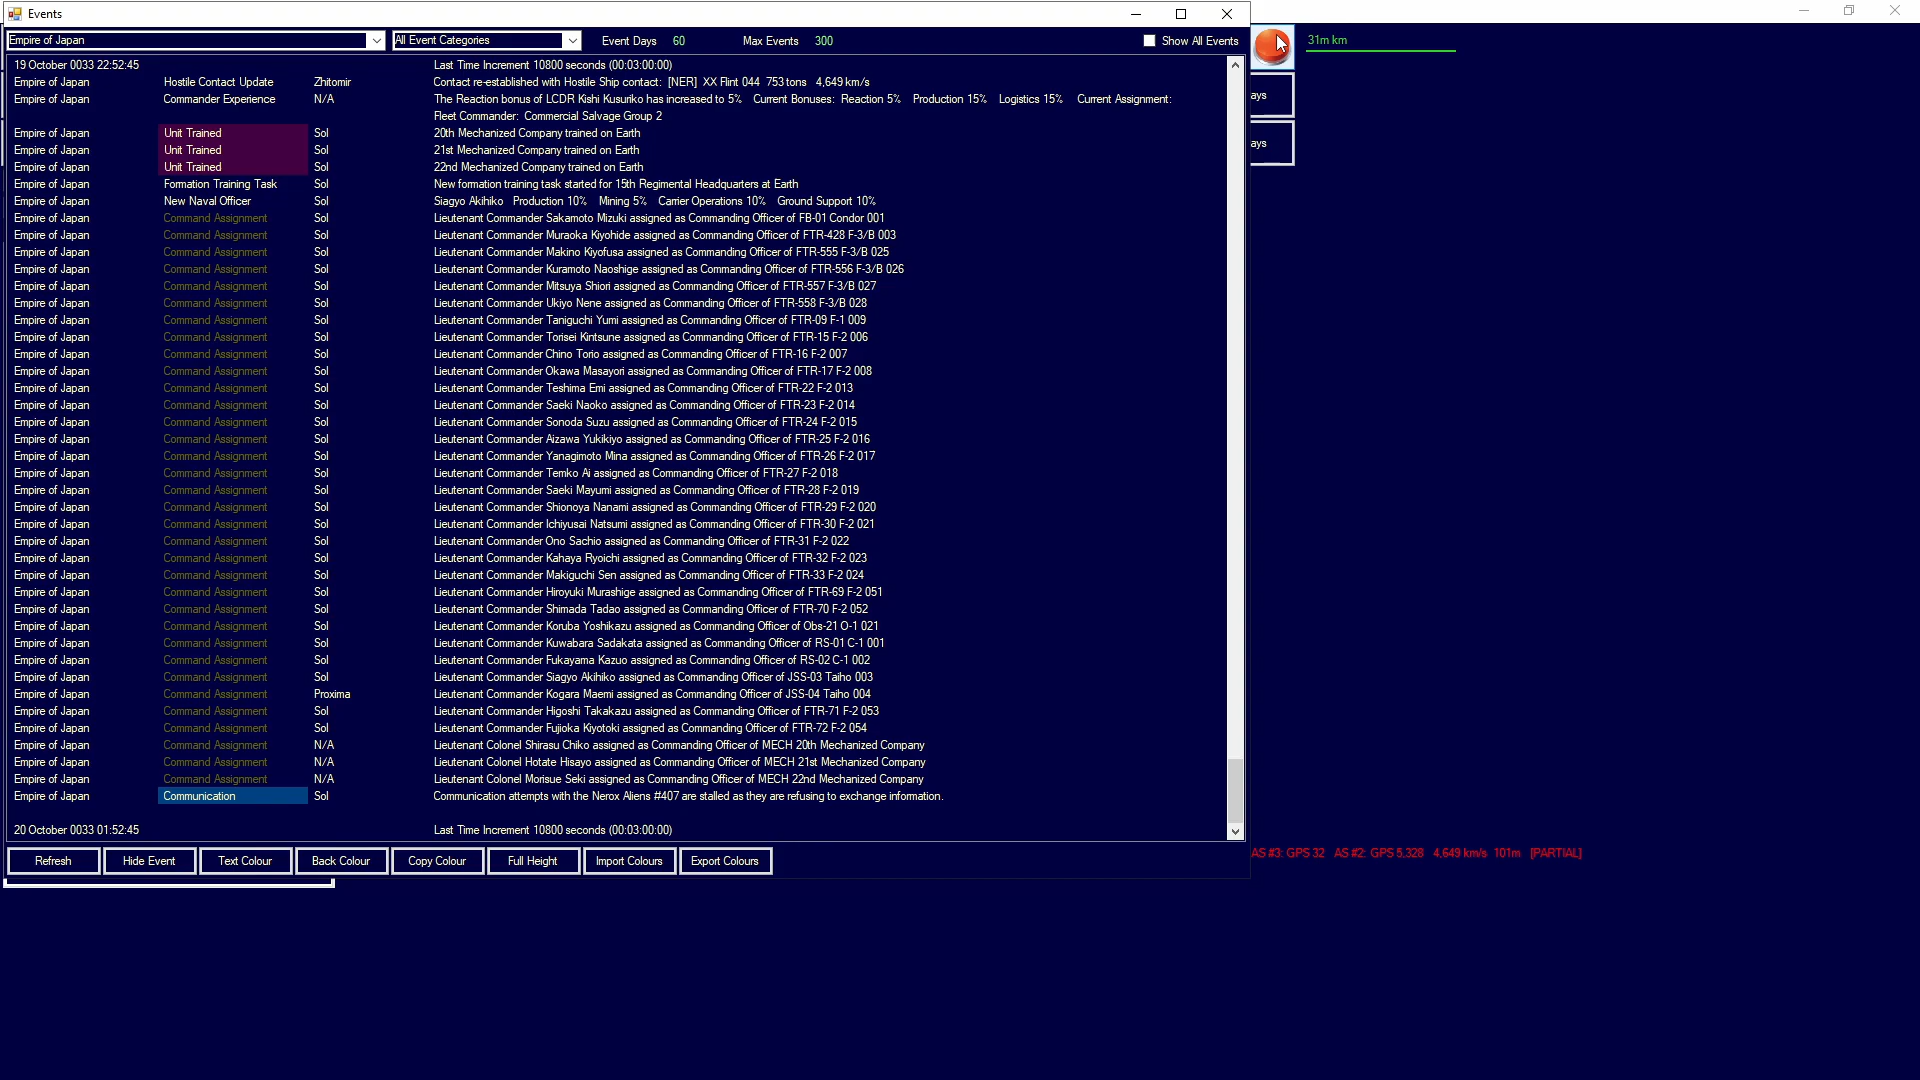 Events
Empire of Japan All Event Categories Event Days 60 Max Events 300 Show All Events 31m km
19 October 0033 22:52:45 Last Time Increment 10800 seconds (00:03:00:00)
Empire of Japan Hostile Contact Update Zhitomir Contact re-established with Hostile Ship contact: [NER] XX Flint 044 753 tons 4,649 km/s
Empire of Japan Commander Experience N/A The Reaction bonus of LCDR Kishi Kusuriko has increased to 5% Current Bonuses: Reaction 5% Production 15% Logistics 15% Current Assignment:
Fleet Commander: Commercial Salvage Group 2
Empire of Japan Unit Trained Sol 20th Mechanized Company trained on Earth
Empire of Japan Unit Trained Sol 21st Mechanized Company trained on Earth
Empire of Japan Unit Trained Sol 22nd Mechanized Company trained on Earth
Empire of Japan Formation Training Task Sol New formation training task started for 15th Regimental Headquarters at Earth
Empire of Japan New Naval Officer Sol Siagyo Akihiko Production 10% Mining 5% Carrier Operations 10% Ground Support 10%
Empire of Japan Command Assignment Sol Lieutenant Commander Sakamoto Mizuki assigned as Commanding Officer of FB-01 Condor 001
Empire of Japan Command Assignment Sol Lieutenant Commander Muraoka Kiyohide assigned as Commanding Officer of FTR-428 F-3/B 003
Empire of Japan Command Assignment Sol Lieutenant Commander Makino Kiyofusa assigned as Commanding Officer of FTR-555 F-3/B 025
Empire of Japan Command Assignment Sol Lieutenant Commander Kuramoto Naoshige assigned as Commanding Officer of FTR-556 F-3/B 026
Empire of Japan Command Assignment Sol Lieutenant Commander Mitsuya Shiori assigned as Commanding Officer of FTR-557 F-3/B 027
Empire of Japan Command Assignment Sol Lieutenant Commander Ukiyo Nene assigned as Commanding Officer of FTR-558 F-3/B 028
Empire of Japan Command Assignment Sol Lieutenant Commander Taniguchi Yumi assigned as Commanding Officer of FTR-09 F-1 009
Empire of Japan Command Assignment Sol Lieutenant Commander Torisei Kintsune assigned as Commanding Officer of FTR-15 F-2 006
Empire of Japan Command Assignment Sol Lieutenant Commander Chino Torio assigned as Commanding Officer of FTR-16 F-2 007
Empire of Japan Command Assignment Sol Lieutenant Commander Okawa Masayori assigned as Commanding Officer of FTR-17 F-2 008
Empire of Japan Command Assignment Sol Lieutenant Commander Teshima Emi assigned as Commanding Officer of FTR-22 F-2 013
Empire of Japan Command Assignment Sol Lieutenant Commander Saeki Naoko assigned as Commanding Officer of FTR-23 F-2 014
Empire of Japan Command Assignment Sol Lieutenant Commander Sonoda Suzu assigned as Commanding Officer of FTR-24 F-2 015
Empire of Japan Command Assignment Sol Lieutenant Commander Aizawa Yukikiyo assigned as Commanding Officer of FTR-25 F-2 016
Empire of Japan Command Assignment Sol Lieutenant Commander Yanagimoto Mina assigned as Commanding Officer of FTR-26 F-2 017
Empire of Japan Command Assignment Sol Lieutenant Commander Temko Ai assigned as Commanding Officer of FTR-27 F-2 018
Empire of Japan Command Assignment Sol Lieutenant Commander Saeki Mayumi assigned as Commanding Officer of FTR-28 F-2 019
Empire of Japan Command Assignment Sol Lieutenant Commander Shionoya Nanami assigned as Commanding Officer of FTR-29 F-2 020
Empire of Japan Command Assignment Sol Lieutenant Commander Ichiyusai Natsumi assigned as Commanding Officer of FTR-30 F-2 021
Empire of Japan Command Assignment Sol Lieutenant Commander Ono Sachio assigned as Commanding Officer of FTR-31 F-2 022
Empire of Japan Command Assignment Sol Lieutenant Commander Kahaya Ryoichi assigned as Commanding Officer of FTR-32 F-2 023
Empire of Japan Command Assignment Sol Lieutenant Commander Makiguchi Sen assigned as Commanding Officer of FTR-33 F-2 024
Empire of Japan Command Assignment Sol Lieutenant Commander Hiroyuki Murashige assigned as Commanding Officer of FTR-69 F-2 051
Empire of Japan Command Assignment Sol Lieutenant Commander Shimada Tadao assigned as Commanding Officer of FTR-70 F-2 052
Empire of Japan Command Assignment Sol Lieutenant Commander Koruba Yoshikazu assigned as Commanding Officer of Obs-21 O-1 021
Empire of Japan Command Assignment Sol Lieutenant Commander Kuwabara Sadakata assigned as Commanding Officer of RS-01 C-1 001
Empire of Japan Command Assignment Sol Lieutenant Commander Fukayama Kazuo assigned as Commanding Officer of RS-02 C-1 002
Empire of Japan Command Assignment Sol Lieutenant Commander Siagyo Akihiko assigned as Commanding Officer of JSS-03 Taiho 003
Empire of Japan Command Assignment Proxima Lieutenant Commander Kogara Maemi assigned as Commanding Officer of JSS-04 Taiho 004
Empire of Japan Command Assignment Sol Lieutenant Commander Higoshi Takakazu assigned as Commanding Officer of FTR-71 F-2 053
Empire of Japan Command Assignment Sol Lieutenant Commander Fujioka Kiyotoki assigned as Commanding Officer of FTR-72 F-2 054
Empire of Japan Command Assignment N/A Lieutenant Colonel Shirasu Chiko assigned as Commanding Officer of MECH 20th Mechanized Company
Empire of Japan Command Assignment N/A Lieutenant Colonel Hotate Hisayo assigned as Commanding Officer of MECH 21st Mechanized Company
Empire of Japan Command Assignment N/A Lieutenant Colonel Morisue Seki assigned as Commanding Officer of MECH 22nd Mechanized Company
Empire of Japan Communication Sol Communication attempts with the Nerox Aliens #407 are stalled as they are refusing to exchange information.
20 October 0033 01:52:45 Last Time Increment 10800 seconds (00:03:00:00)
Refresh Hide Event Text Colour Back Colour Copy Colour Full Height Import Colours Export Colours
ays
ays
AS #3: GPS 32 AS #2: GPS 5,328 4,649 km/s 101m [PARTIAL]